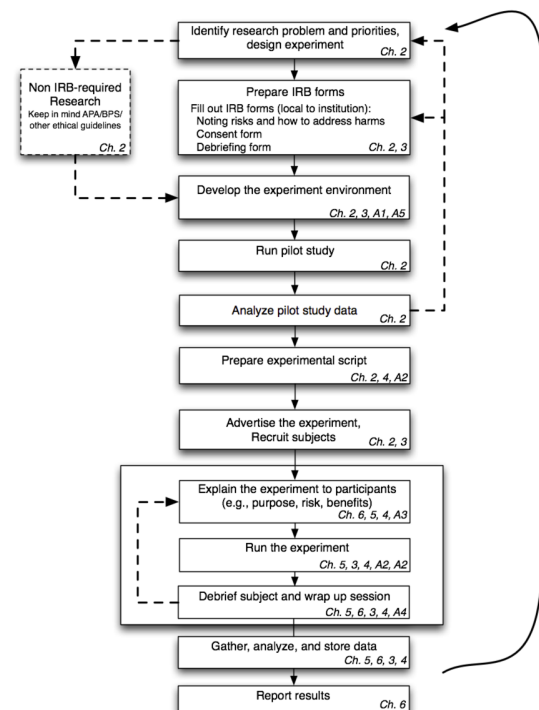 Identify research problem and priorities,
design experiment
Ch. 2
Non IRB-required
Research
Keep in mind APA/BPS/
other ethical guidelines
Ch. 2
Prepare IRB forms
Fill out IRB forms (local to institution):
Noting risks and how to address harms
Consent form
Debriefing form
Ch. 2, 3
Develop the experiment environment
Ch. 2, 3, A1, A5
Run pilot study
Ch. 2
Analyze pilot study data
Ch. 2
Prepare experimental script
Ch. 2, 4, A2
Advertise the experiment,
Recruit subjects
Ch. 2, 3
Explain the experiment to participants
(e.g., purpose, risk, benefits)
Ch. 6, 5, 4, A3
Run the experiment
Ch. 5, 3, 4, A2, A2
Debrief subject and wrap up session
Ch. 5, 6, 3, 4, A4
Gather, analyze, and store data
Ch. 5, 6, 3, 4
Report results
Ch. 6